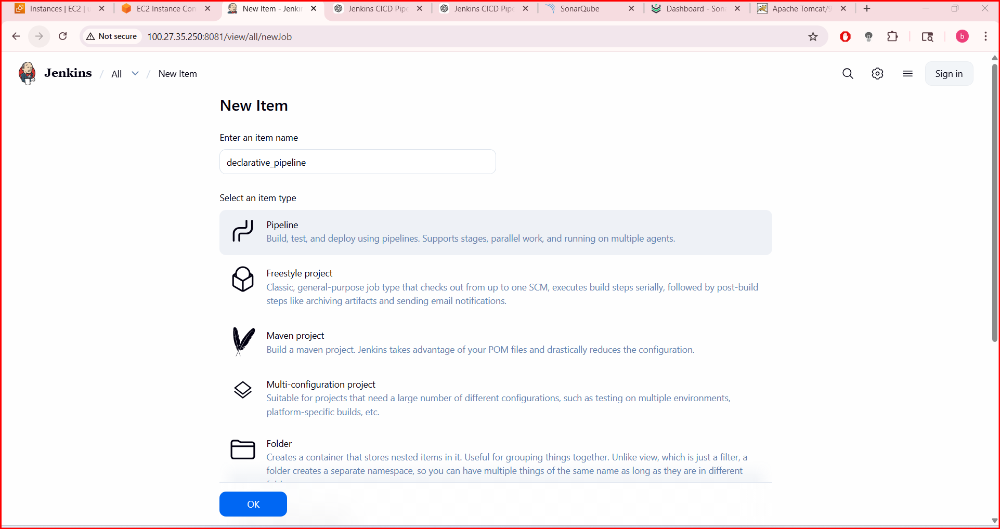 Instances | EC2 | u
EC2 Instance Con
New Item - Jenkin
Jenkins CICD Pipe
Jenkins CICD Pipe
SonarQube
Dashboard - Sona
Apache Tomcat/9
Not secure
100.27.35.250:8081/view/all/newJob
b
Jenkins / All / New Item
Sign in
New Item
Enter an item name
declarative_pipeline
Select an item type
Pipeline
Build, test, and deploy using pipelines. Supports stages, parallel work, and running on multiple agents.
Freestyle project
Classic, general-purpose job type that checks out from up to one SCM, executes build steps serially, followed by post-build
steps like archiving artifacts and sending email notifications.
Maven project
Build a maven project. Jenkins takes advantage of your POM files and drastically reduces the configuration.
Multi-configuration project
Suitable for projects that need a large number of different configurations, such as testing on multiple environments,
platform-specific builds, etc.
Folder
Creates a container that stores nested items in it. Useful for grouping things together. Unlike view, which is just a filter, a
folder creates a separate namespace, so you can have multiple things of the same name as long as they are in different
OK